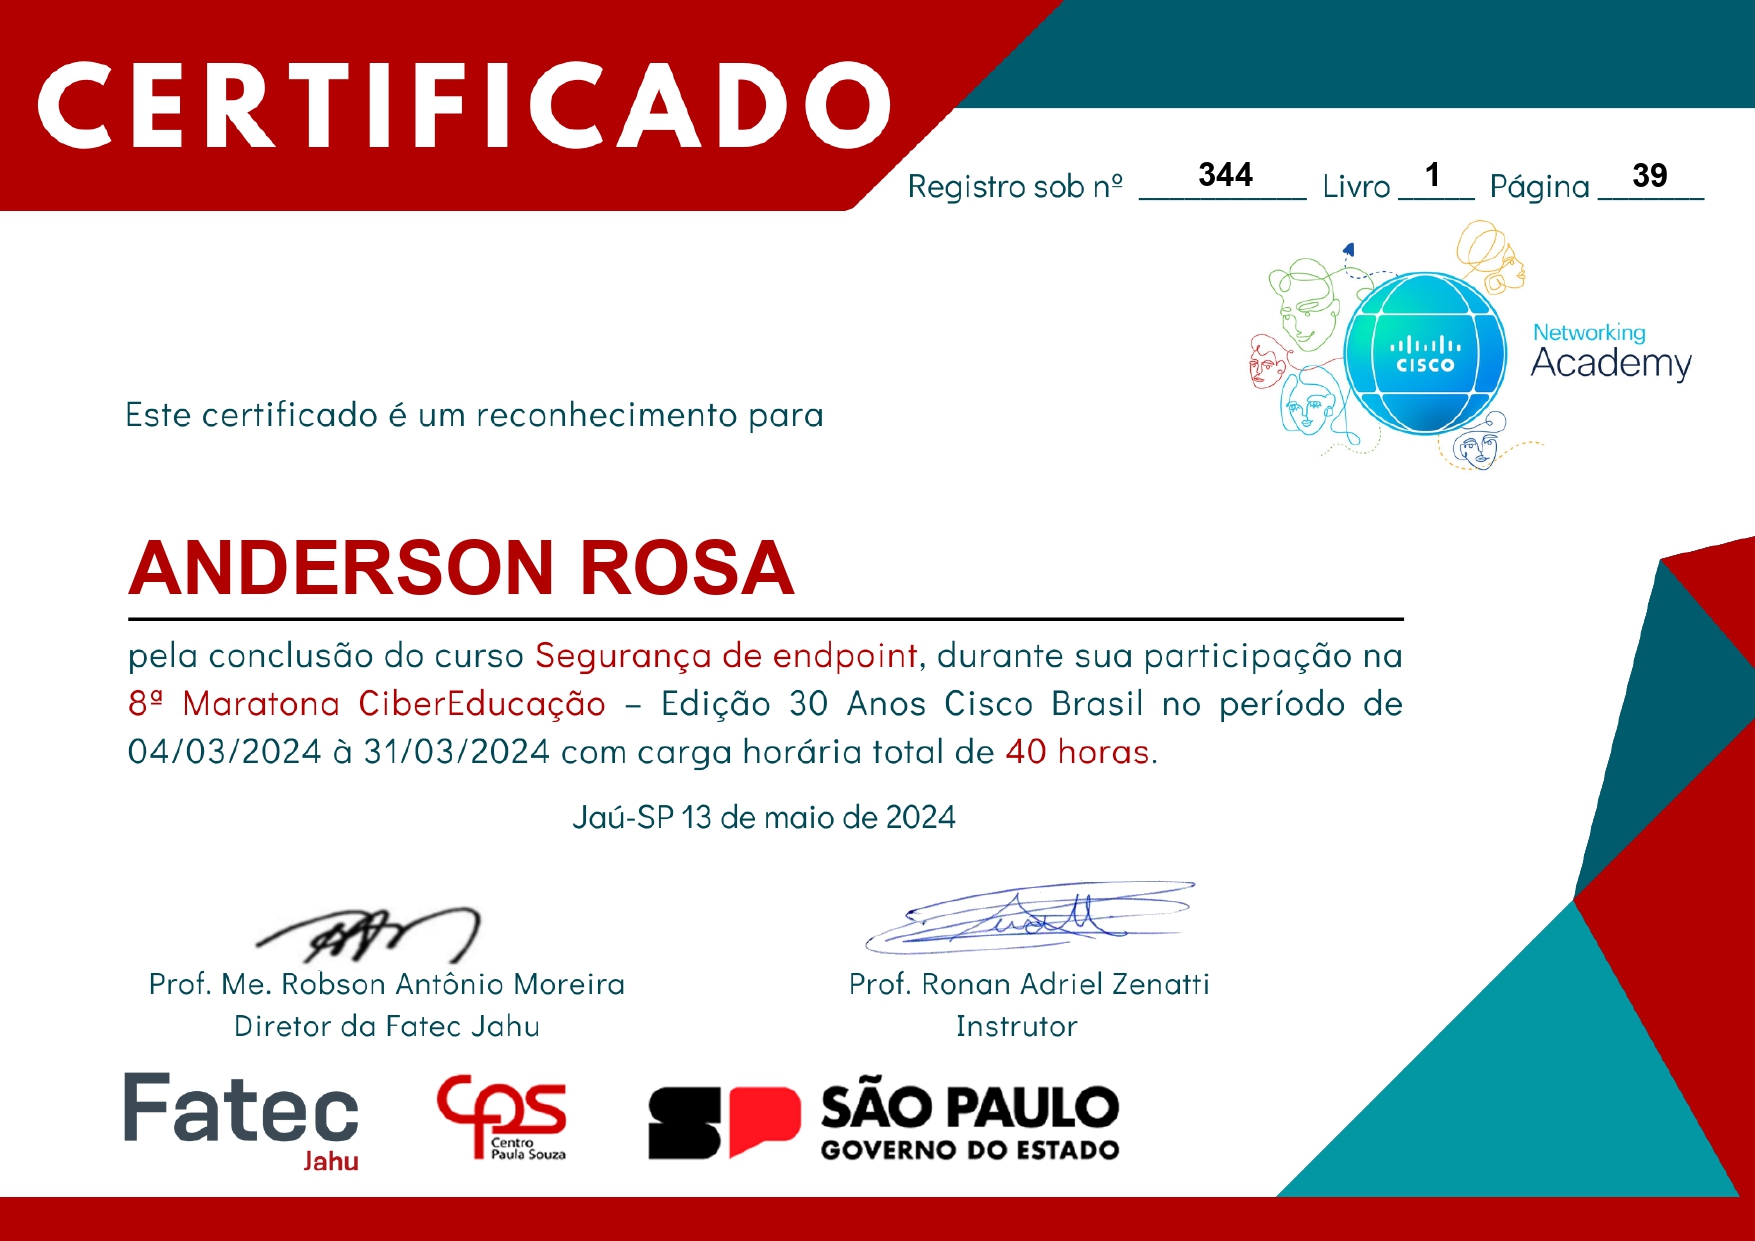 CERTIFICADO
Registro sob nº 344 Livro 1 Página 39
CISCO
Networking
Academy
Este certificado é um reconhecimento para
ANDERSON ROSA
pela conclusão do curso Segurança de endpoint, durante sua participação na
8ª Maratona CiberEducação – Edição 30 Anos Cisco Brasil no período de
04/03/2024 à 31/03/2024 com carga horária total de 40 horas.
Jaú-SP 13 de maio de 2024
Prof. Me. Robson Antônio Moreira
Diretor da Fatec Jahu
Prof. Ronan Adriel Zenatti
Instrutor
Fatec
Jahu
CPS
Centro
Paula Souza
SP
SÃO PAULO
GOVERNO DO ESTADO